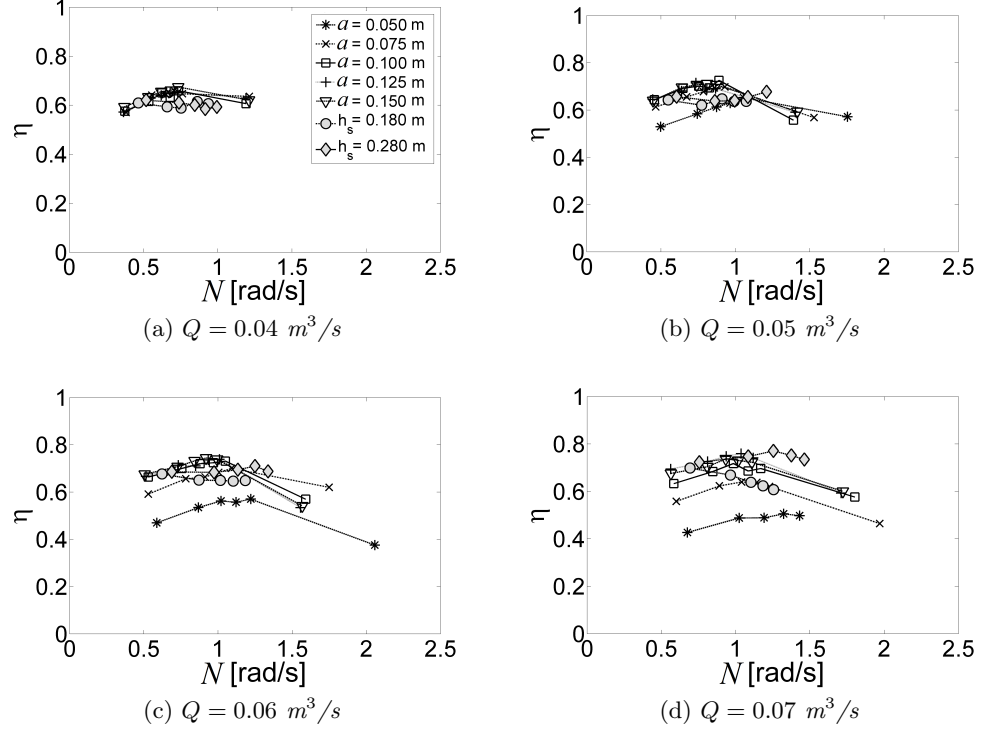 1
0.8
0.6
0.4
0.2
0
η
0 0.5 1 1.5 2 2.5
N [rad/s]
a = 0.050 m
a = 0.075 m
a = 0.100 m
a = 0.125 m
a = 0.150 m
h_s = 0.180 m
h_s = 0.280 m
(a) Q = 0.04 m³/s
1
0.8
0.6
0.4
0.2
0
η
0 0.5 1 1.5 2 2.5
N [rad/s]
(b) Q = 0.05 m³/s
1
0.8
0.6
0.4
0.2
0
η
0 0.5 1 1.5 2 2.5
N [rad/s]
(c) Q = 0.06 m³/s
1
0.8
0.6
0.4
0.2
0
η
0 0.5 1 1.5 2 2.5
N [rad/s]
(d) Q = 0.07 m³/s